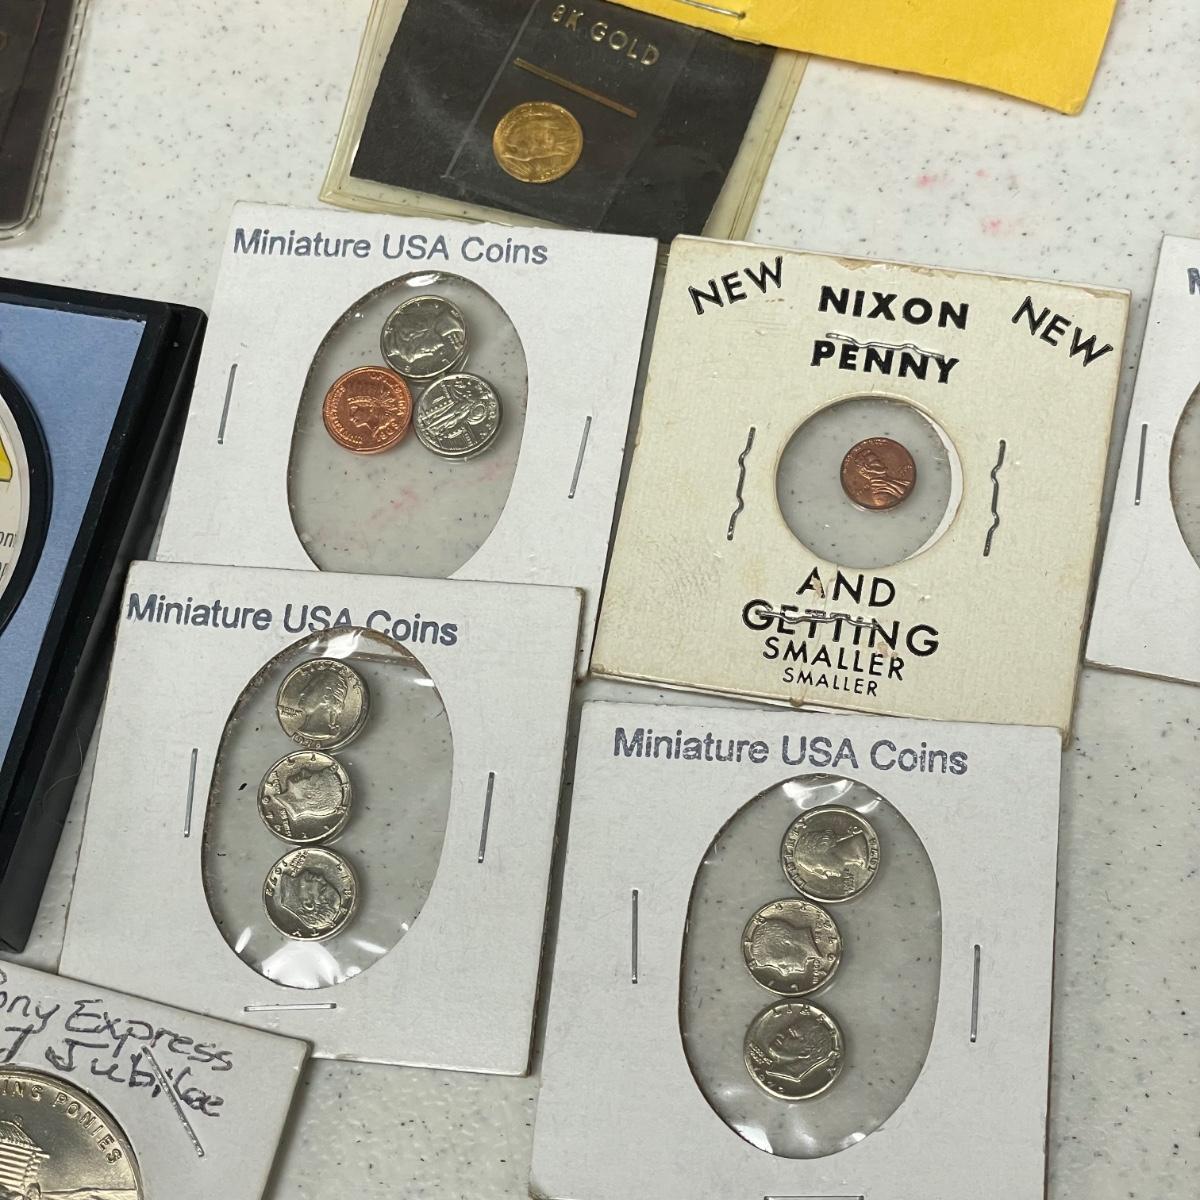 8K GOLD
Miniature USA Coins
NEW NIXON NEW
PENNY
AND
GETTING
SMALLER
SMALLER
Miniature USA Coins
Miniature USA Coins
Pony Express
Jubilee
PONIES